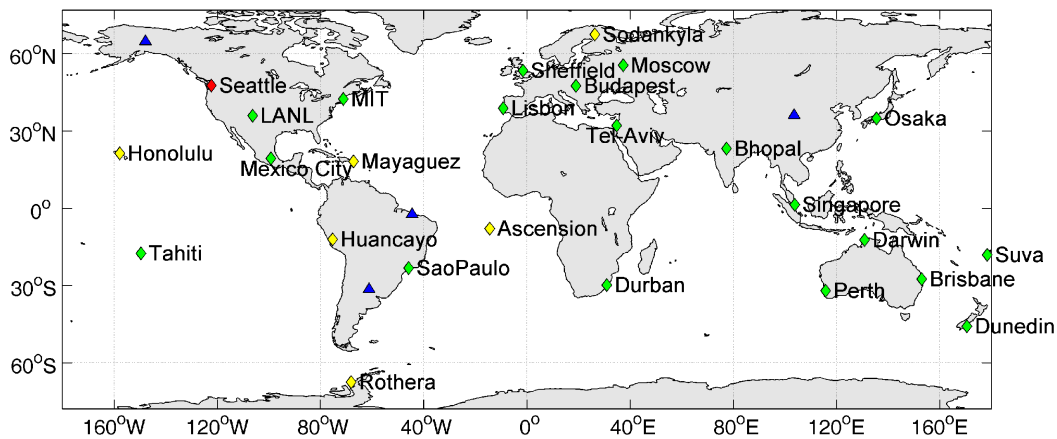 60°N
30°N
0°
30°S
60°S
Sodankyla
Sheffield
Moscow
Seattle
Budapest
MIT
LANL
Lisbon
Osaka
Tel-Aviv
Honolulu
Mayaguez
Bhopal
Mexico City
Singapore
Ascension
Huancayo
Darwin
Tahiti
Suva
SaoPaulo
Durban
Brisbane
Perth
Dunedin
Rothera
160°W 120°W 80°W 40°W 0° 40°E 80°E 120°E 160°E